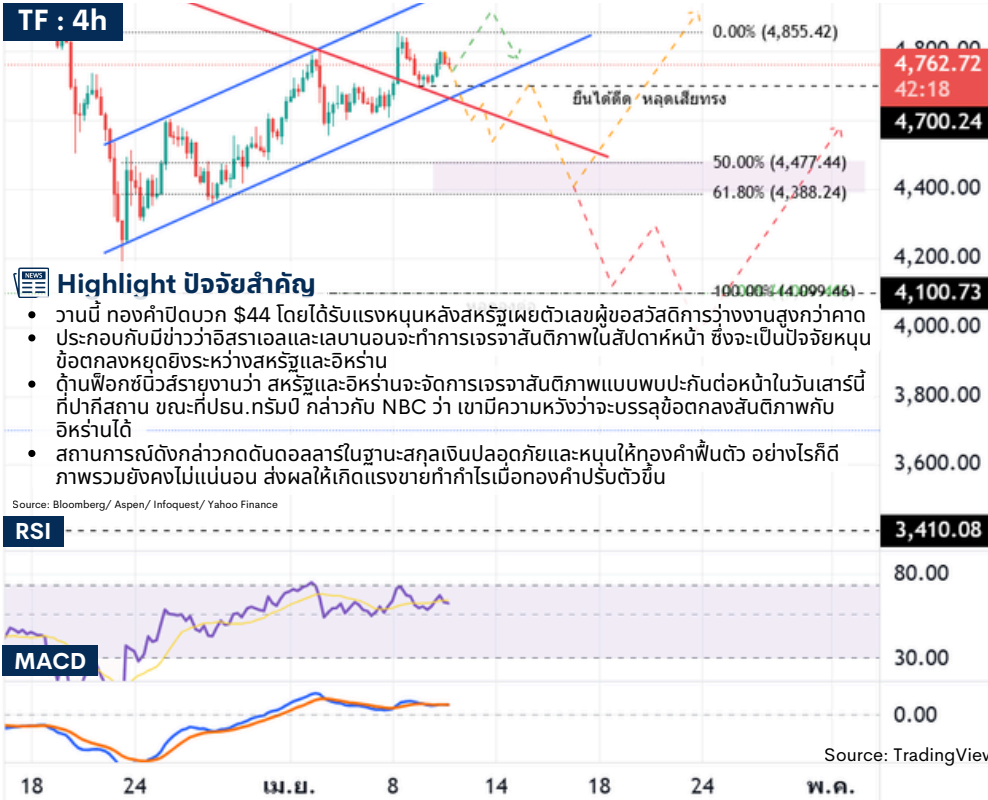 TF : 4h
0.00% (4,855.42)
4,800.00
4,762.72
42:18
ยืนได้ดีด หลุดเสียทรง
4,700.24
50.00% (4,477.44)
61.80% (4,388.24)
4,400.00
4,200.00
Highlight ปัจจัยสำคัญ
NEWS
100.00% (4,099.46)
4,100.73
วานนี้ ทองคำปิดบวก $44 โดยได้รับแรงหนุนหลังสหรัฐเผยตัวเลขผู้ขอสวัสดิการว่างงานสูงกว่าคาด
4,000.00
ประกอบกับมีข่าวว่าอิสราเอลและเลบานอนจะทำการเจรจาสันติภาพในสัปดาห์หน้า ซึ่งจะเป็นปัจจัยหนุน
ข้อตกลงหยุดยิงระหว่างสหรัฐและอิหร่าน
ด้านฟ็อกซ์นิวส์รายงานว่า สหรัฐและอิหร่านจะจัดการเจรจาสันติภาพแบบพบปะกันต่อหน้าในวันเสาร์นี้
3,800.00
ที่ปากีสถาน ขณะที่ปธน.ทรัมป์ กล่าวกับ NBC ว่า เขามีความหวังว่าจะบรรลุข้อตกลงสันติภาพกับ
อิหร่านได้
สถานการณ์ดังกล่าวกดดันดอลลาร์ในฐานะสกุลเงินปลอดภัยและหนุนให้ทองคำฟื้นตัว อย่างไรก็ดี
3,600.00
ภาพรวมยังคงไม่แน่นอน ส่งผลให้เกิดแรงขายทำกำไรเมื่อทองคำปรับตัวขึ้น
Source: Bloomberg/ Aspen/ Infoquest/ Yahoo Finance
RSI
3,410.08
80.00
MACD
30.00
0.00
Source: TradingView
18 24 เม.ย. 8 14 18 24 พ.ค.